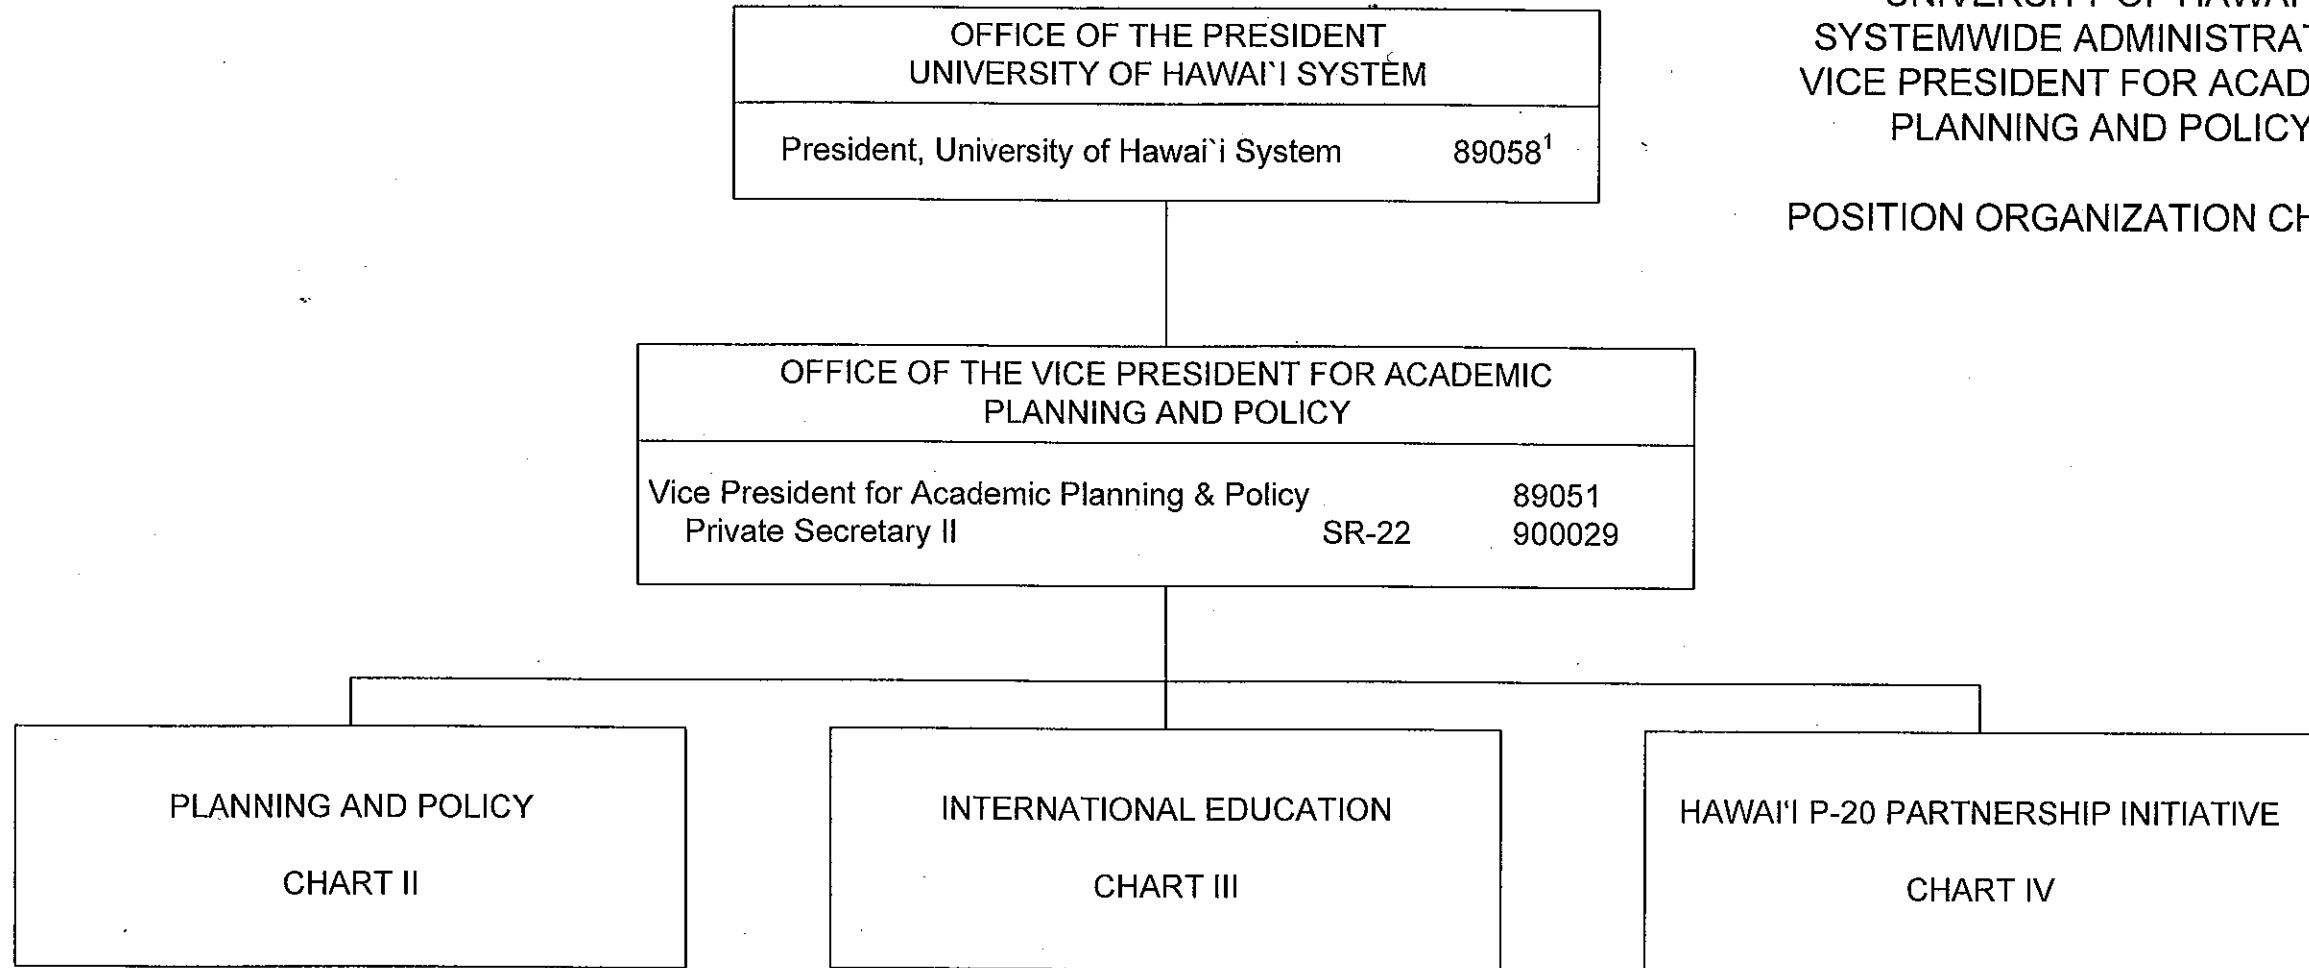 OFFICE OF THE PRESIDENT
UNIVERSITY OF HAWAI`I SYSTEM
President, University of Hawai`i System 89058¹
SYSTEMWIDE
VICE PRESIDENT FOR
PLANNING AND POLICY
POSITION ORGANIZATION
OFFICE OF THE VICE PRESIDENT FOR ACADEMIC
PLANNING AND POLICY
Vice President for Academic Planning & Policy 89051
Private Secretary II SR-22 900029
PLANNING AND POLICY
CHART II
INTERNATIONAL EDUCATION
CHART III
HAWAI‘I P-20 PARTNERSHIP INITIATIVE
CHART IV